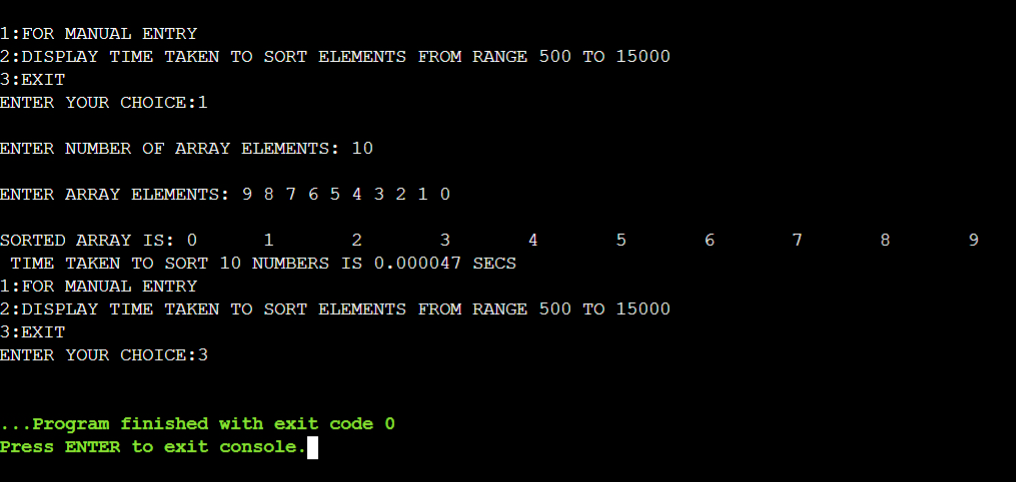 1:FOR MANUAL ENTRY
2:DISPLAY TIME TAKEN TO SORT ELEMENTS FROM RANGE 500 TO 15000
3:EXIT
ENTER YOUR CHOICE:1
ENTER NUMBER OF ARRAY ELEMENTS: 10
ENTER ARRAY ELEMENTS: 9 8 7 6 5 4 3 2 1 0
SORTED ARRAY IS: 0 1 2 3 4 5 6 7 8 9
TIME TAKEN TO SORT 10 NUMBERS IS 0.000047 SECS
1:FOR MANUAL ENTRY
2:DISPLAY TIME TAKEN TO SORT ELEMENTS FROM RANGE 500 TO 15000
3:EXIT
ENTER YOUR CHOICE:3
...Program finished with exit code 0
Press ENTER to exit console.